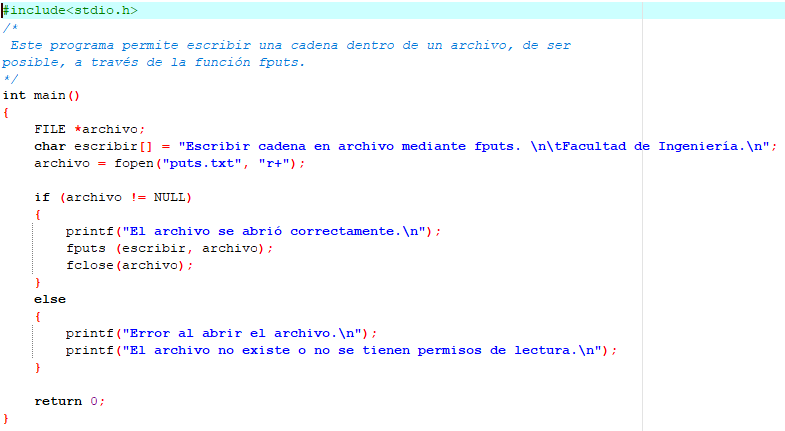 #include<stdio.h>
/*
 Este programa permite escribir una cadena dentro de un archivo, de ser
posible, a través de la función fputs.
*/
int main()
{
    FILE *archivo;
    char escribir[] = "Escribir cadena en archivo mediante fputs. \n\tFacultad de Ingeniería.\n";
    archivo = fopen("puts.txt", "r+");

    if (archivo != NULL)
    {
        printf("El archivo se abrió correctamente.\n");
        fputs (escribir, archivo);
        fclose(archivo);
    }
    else
    {
        printf("Error al abrir el archivo.\n");
        printf("El archivo no existe o no se tienen permisos de lectura.\n");
    }

    return 0;
}